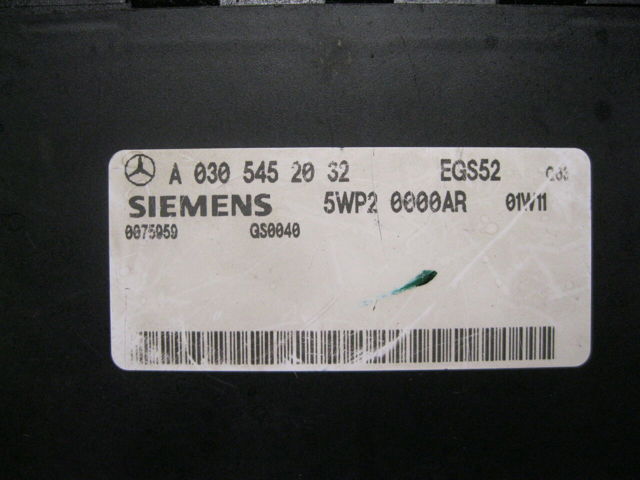 A 030 545 20 32 EGS52
SIEMENS 5WP2 0000AR 01W11
0075959 GS0040